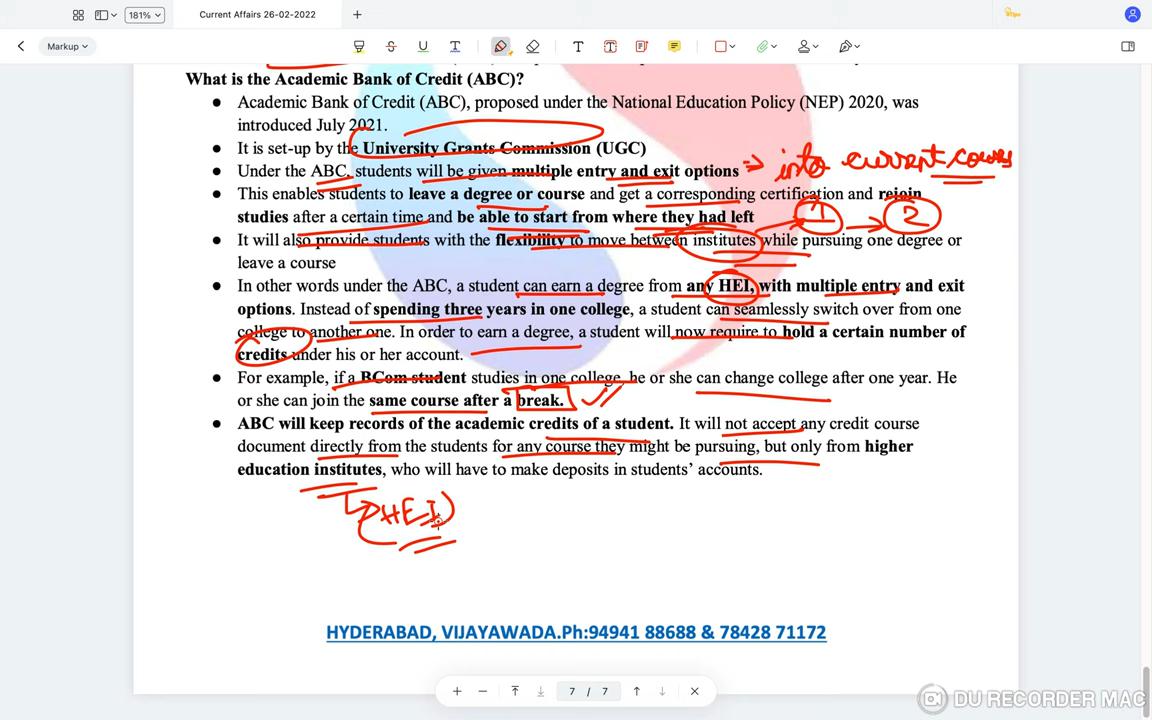 181%
Current Affairs 26-02-2022
Markup
What is the Academic Bank of Credit (ABC)?
Academic Bank of Credit (ABC), proposed under the National Education Policy (NEP) 2020, was
introduced July 2021.
It is set-up by the University Grants Commission (UGC)
Under the ABC, students will be given multiple entry and exit options → into current course
This enables students to leave a degree or course and get a corresponding certification and rejoin
studies after a certain time and be able to start from where they had left 1 → 2
It will also provide students with the flexibility to move between institutes while pursuing one degree or
leave a course
In other words under the ABC, a student can earn a degree from any HEI, with multiple entry and exit
options. Instead of spending three years in one college, a student can seamlessly switch over from one
college to another one. In order to earn a degree, a student will now require to hold a certain number of
credits under his or her account.
For example, if a BCom student studies in one college, he or she can change college after one year. He
or she can join the same course after a break.
ABC will keep records of the academic credits of a student. It will not accept any credit course
document directly from the students for any course they might be pursuing, but only from higher
education institutes, who will have to make deposits in students' accounts.
HEI
HYDERABAD, VIJAYAWADA.Ph:94941 88688 & 78428 71172
7 / 7
DU RECORDER MAC